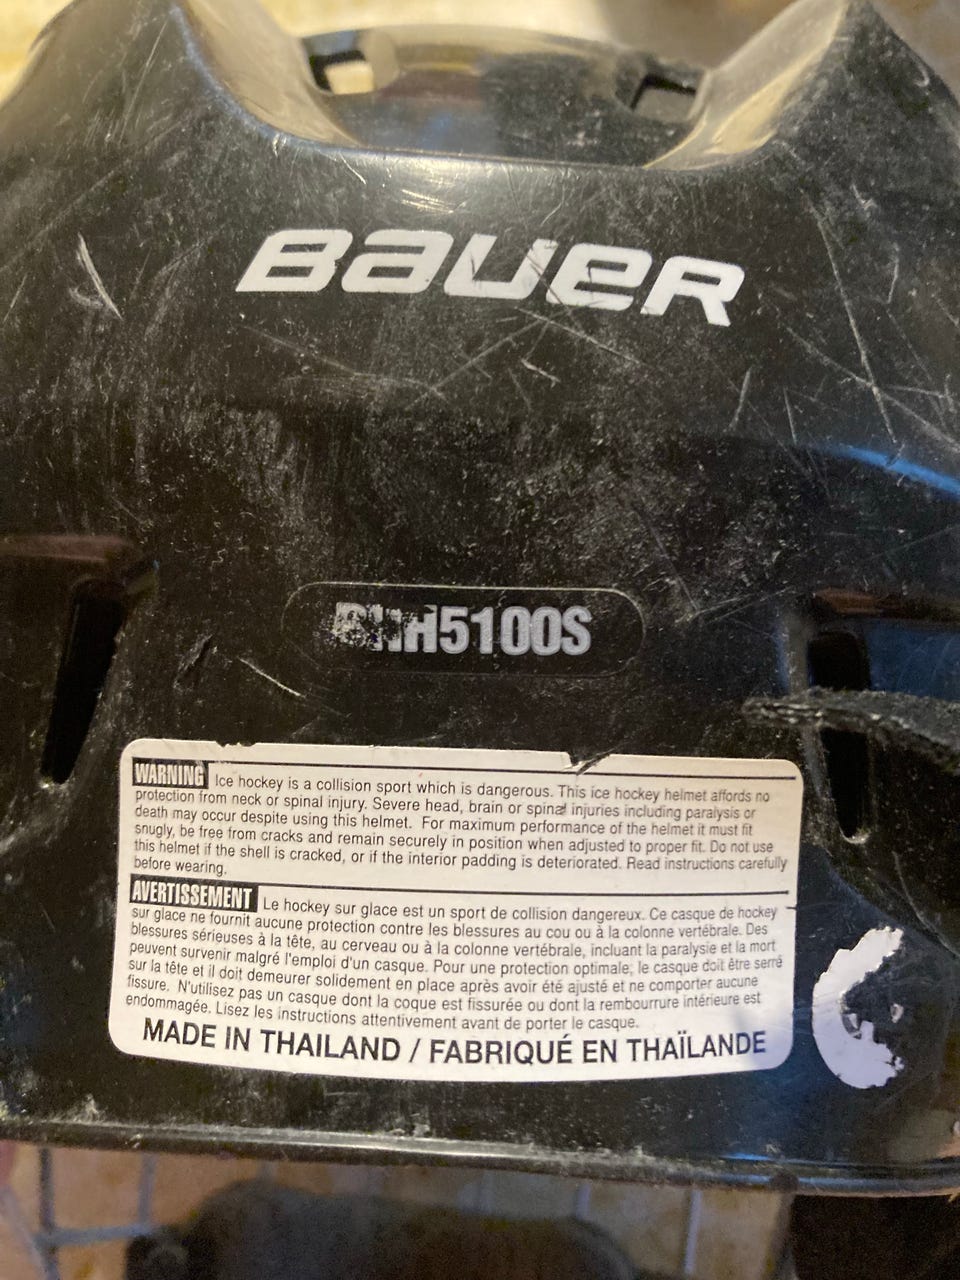 BAUER
BHH5100S
WARNING Ice hockey is a collision sport which is dangerous. This ice hockey helmet affords no
protection from neck or spinal injury. Severe head, brain or spinal injuries including paralysis or
death may occur despite using this helmet. For maximum performance of the helmet it must fit
snugly, be free from cracks and remain securely in position when adjusted to proper fit. Do not use
this helmet if the shell is cracked, or if the interior padding is deteriorated. Read instructions carefully
before wearing.
AVERTISSEMENT Le hockey sur glace est un sport de collision dangereux. Ce casque de hockey
sur glace ne fournit aucune protection contre les blessures au cou ou à la colonne vertébrale. Des
blessures sérieuses à la tête, au cerveau ou à la colonne vertébrale, incluant la paralysie et la mort
peuvent survenir malgré l'emploi d'un casque. Pour une protection optimale, le casque doit être serré
sur la tête et il doit demeurer solidement en place après avoir été ajusté et ne comporter aucune
fissure. N'utilisez pas un casque dont la coque est fissurée ou dont la rembourrure intérieure est
endommagée. Lisez les instructions attentivement avant de porter le casque.
MADE IN THAILAND / FABRIQUÉ EN THAÏLANDE